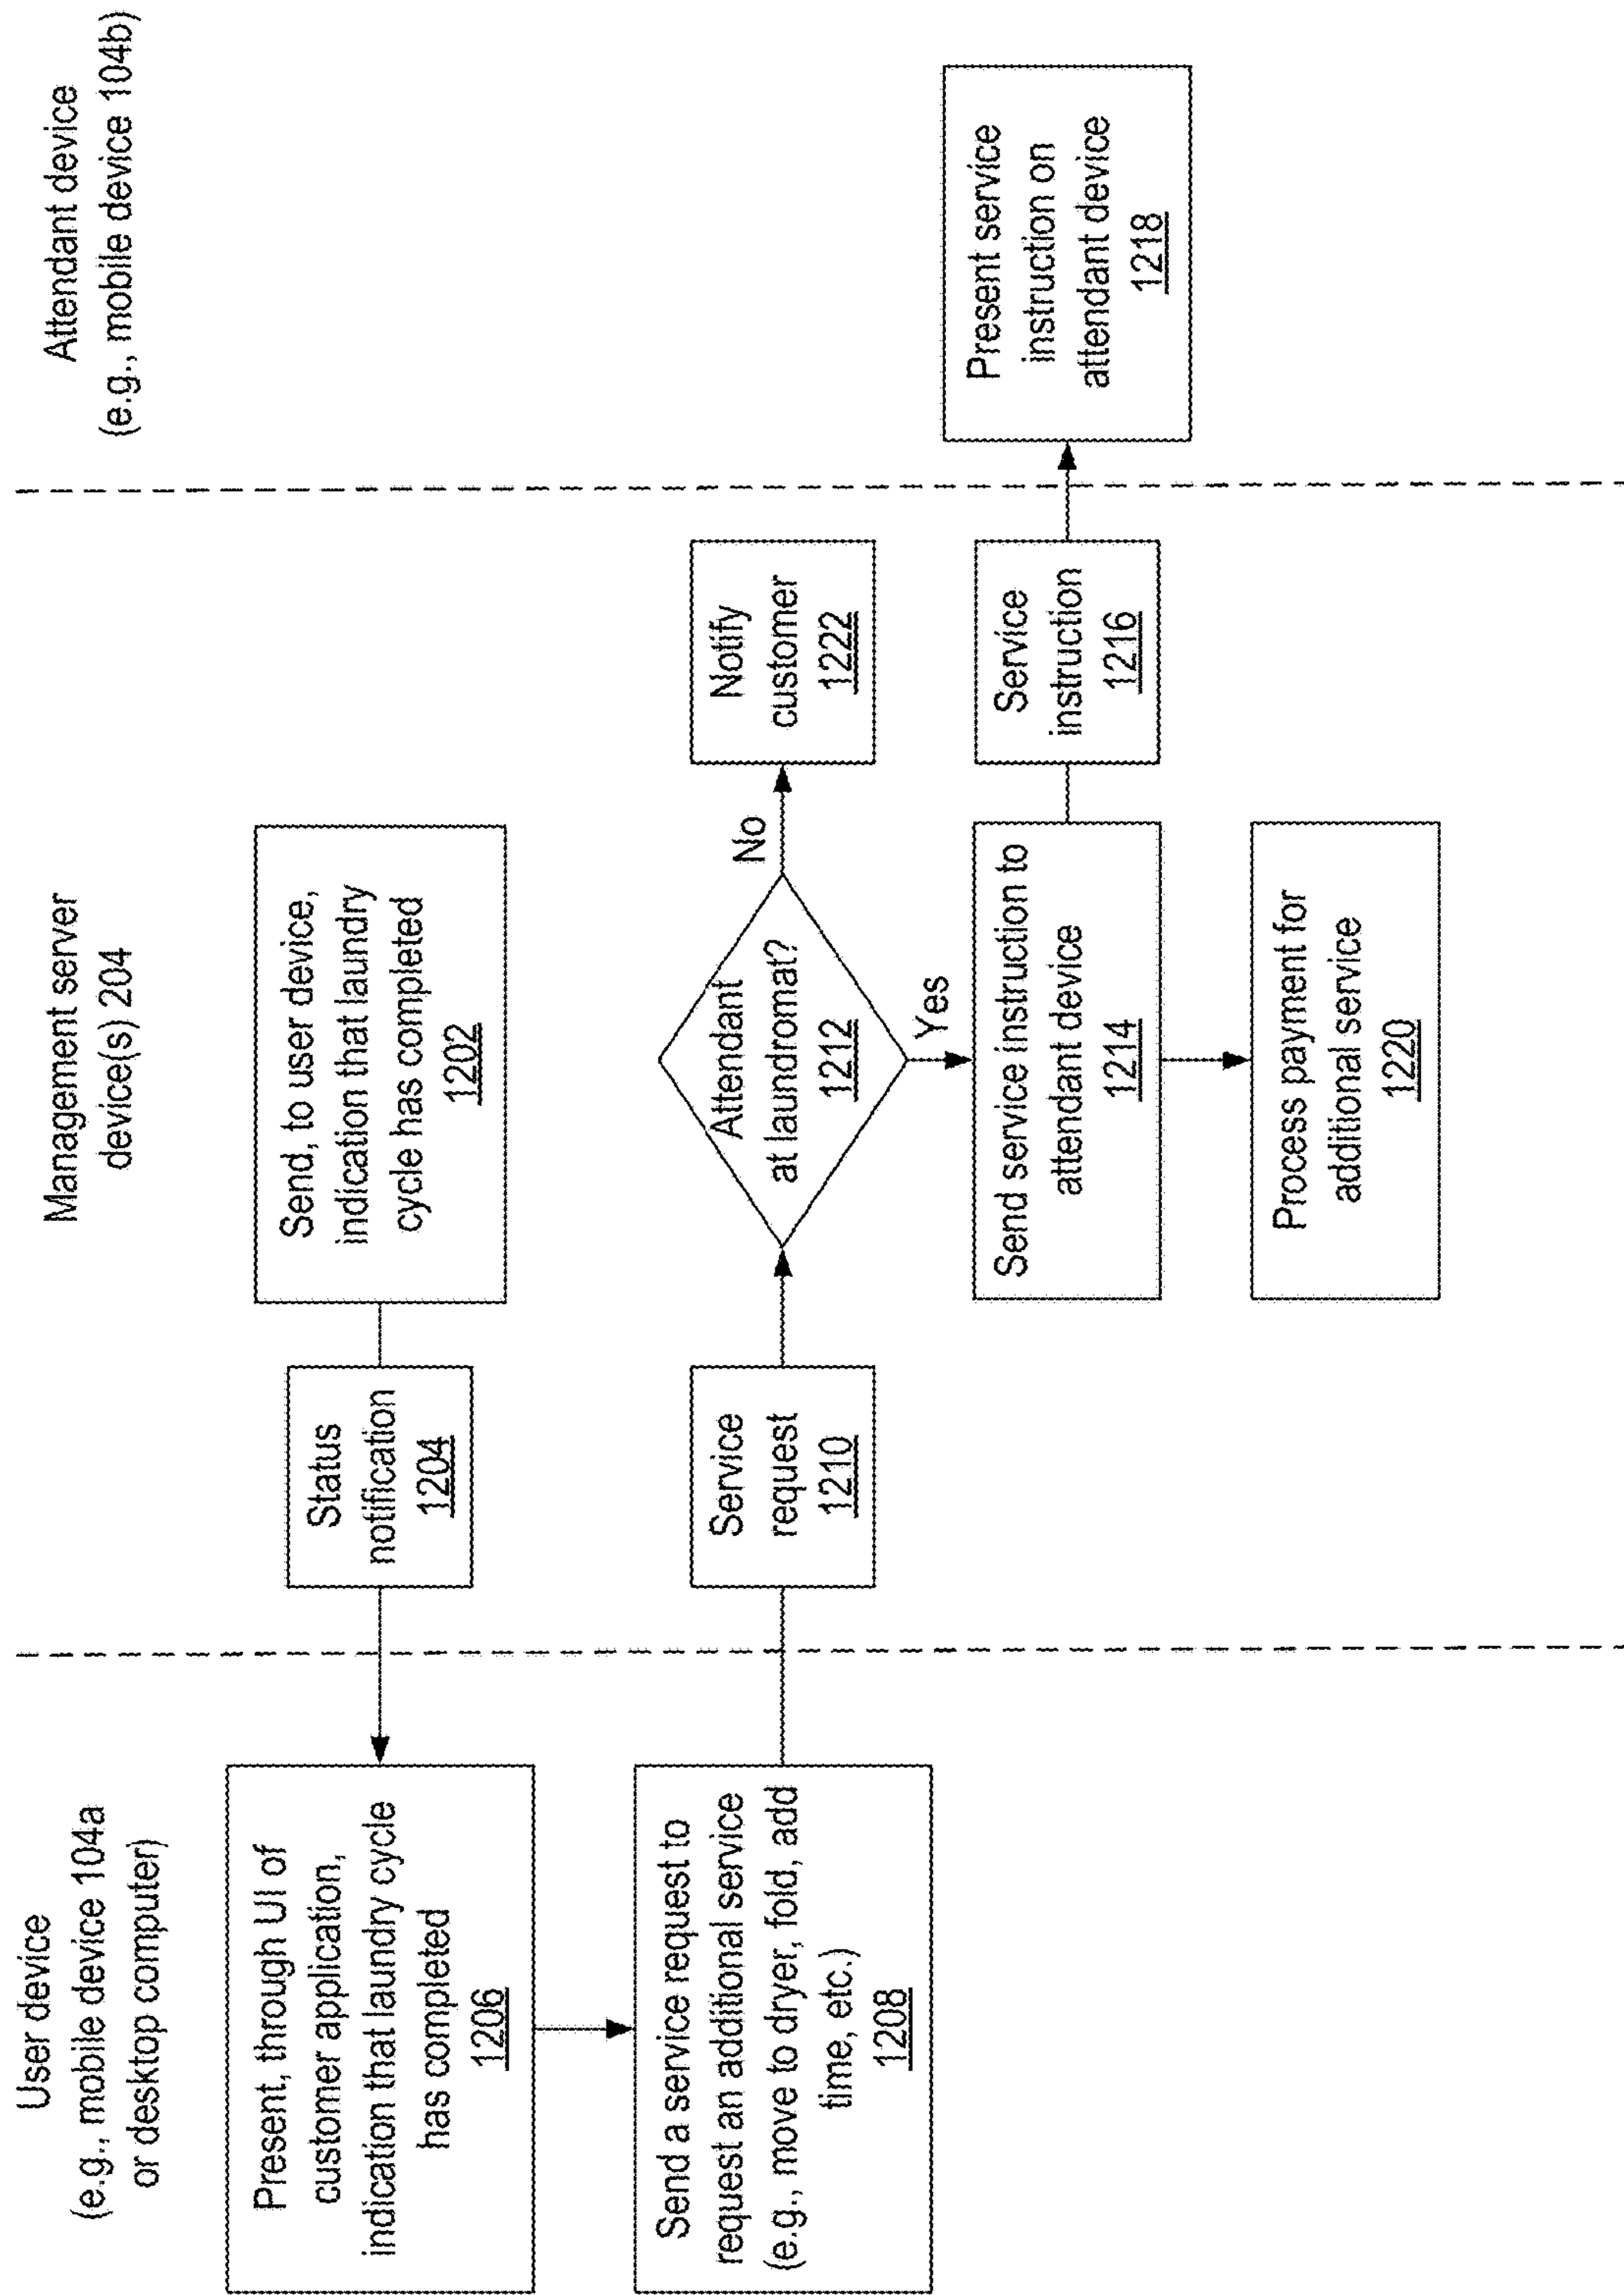 User device
(e.g., mobile device 104a
or desktop computer)
Management server
device(s) 204
Attendant device
(e.g., mobile device 104b)
Send, to user device,
indication that laundry
cycle has completed
1202
Status
notification
1204
Present, through UI of
customer application,
indication that laundry cycle
has completed
1206
Send a service request to
request an additional service
(e.g., move to dryer, fold, add
time, etc.)
1208
Service
request
1210
Attendant
at laundromat?
1212
No
Notify
customer
1222
Yes
Send service instruction to
attendant device
1214
Service
instruction
1216
Present service
instruction on
attendant device
1218
Process payment for
additional service
1220